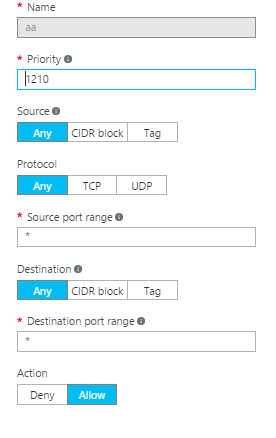 * Name
aa
* Priority
1210
Source
Any CIDR block Tag
Protocol
Any TCP UDP
* Source port range
*
Destination
Any CIDR block Tag
* Destination port range
*
Action
Deny Allow